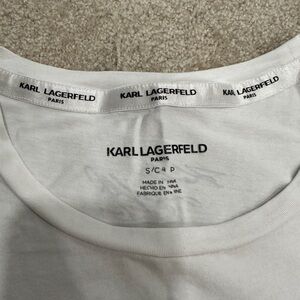 KARL LAGERFELD
PARIS
KARL LAGERFELD
PARIS
KARL LAGERFELD
PARIS
KARL LAGERFELD
PARIS
MADE IN
HECHO EN
FABRIQUE EN